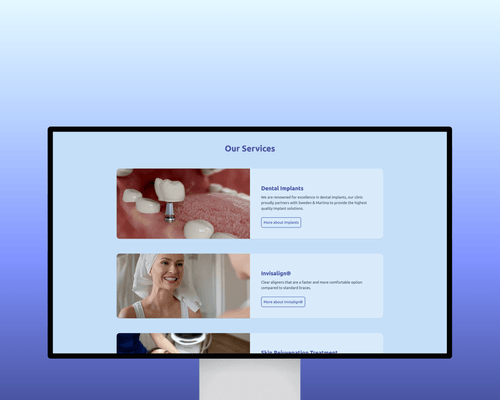 Our Services
Dental Implants
We are renowned for excellence in dental implants, our clinic
proudly partners with Sweden & Martina to provide the highest
quality implant solutions.
More about Implants
Invisalign®
Clear aligners that are a faster and more comfortable option
compared to standard braces.
More about Invisalign®
Skin Rejuvenation Treatment